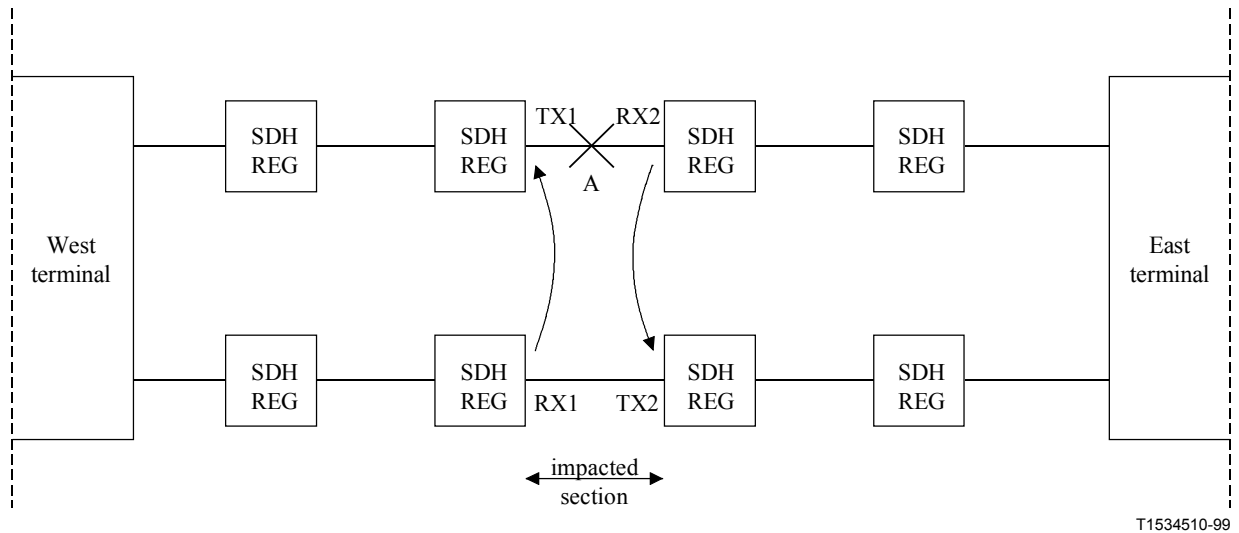 TX1
RX2
SDH
REG
SDH
REG
SDH
REG
SDH
REG
A
West
terminal
East
terminal
SDH
REG
SDH
REG
SDH
REG
SDH
REG
RX1
TX2
impacted
section
T1534510-99